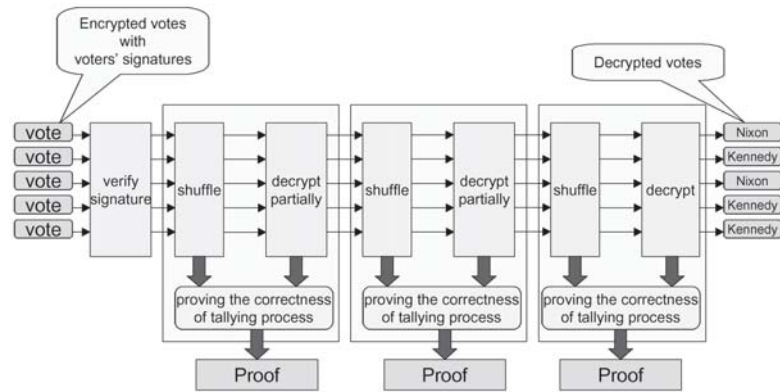 Encrypted votes
with
voters' signatures
Decrypted votes
vote
vote
vote
vote
vote
verify
signature
shuffle
decrypt
partially
shuffle
decrypt
partially
shuffle
decrypt
Nixon
Kennedy
Nixon
Kennedy
Kennedy
proving the correctness
of tallying process
proving the correctness
of tallying process
proving the correctness
of tallying process
Proof
Proof
Proof